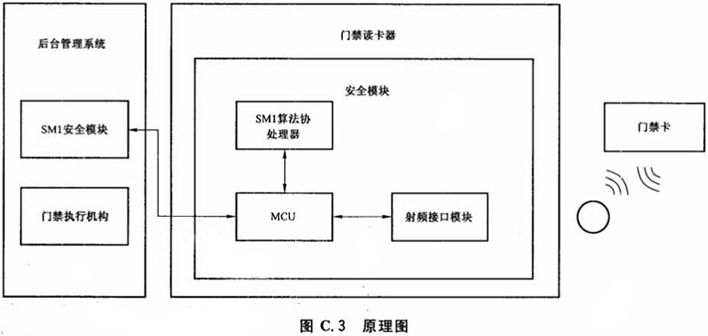 后台管理系统
SM1安全模块
门禁执行机构
门禁读卡器
安全模块
SM1算法协
处理器
MCU
射频接口模块
门禁卡
图 C.3 原理图